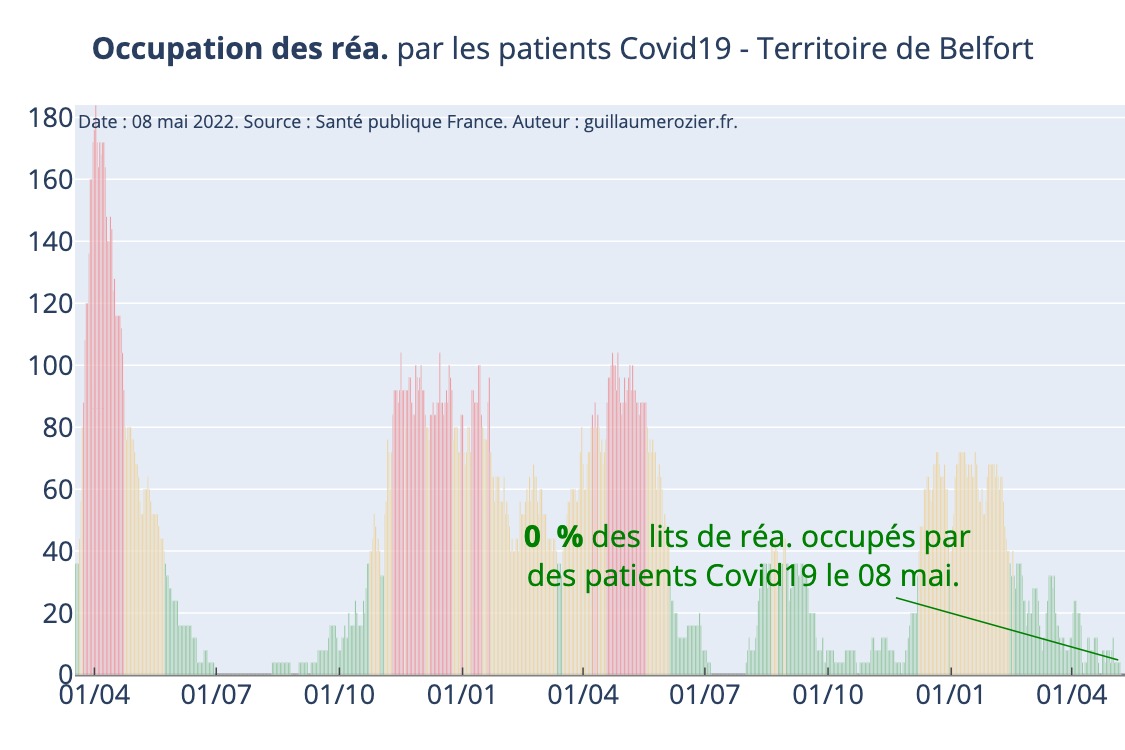 Occupation des réa. par les patients Covid19 - Territoire de Belfort
180
Date : 08 mai 2022. Source : Santé publique France. Auteur : guillaumerozier.fr.
160
140
120
100
80
60
40
20
0
0 % des lits de réa. occupés par
des patients Covid19 le 08 mai.
01/04 01/07 01/10 01/01 01/04 01/07 01/10 01/01 01/04